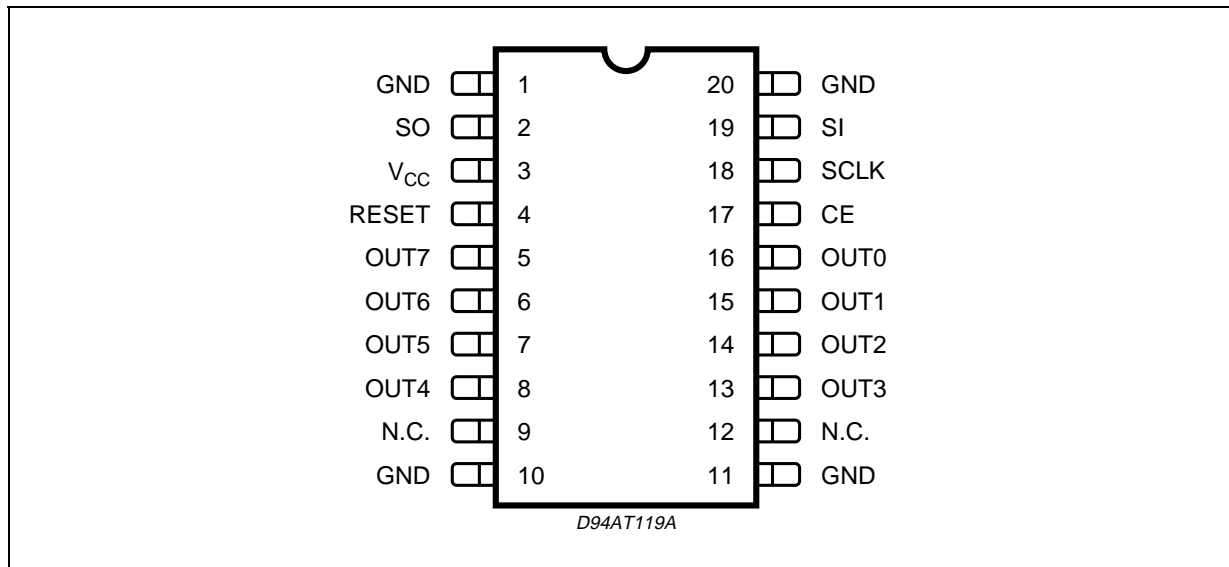 GND 1 20 GND
SO 2 19 SI
VCC 3 18 SCLK
RESET 4 17 CE
OUT7 5 16 OUT0
OUT6 6 15 OUT1
OUT5 7 14 OUT2
OUT4 8 13 OUT3
N.C. 9 12 N.C.
GND 10 11 GND
D94AT119A